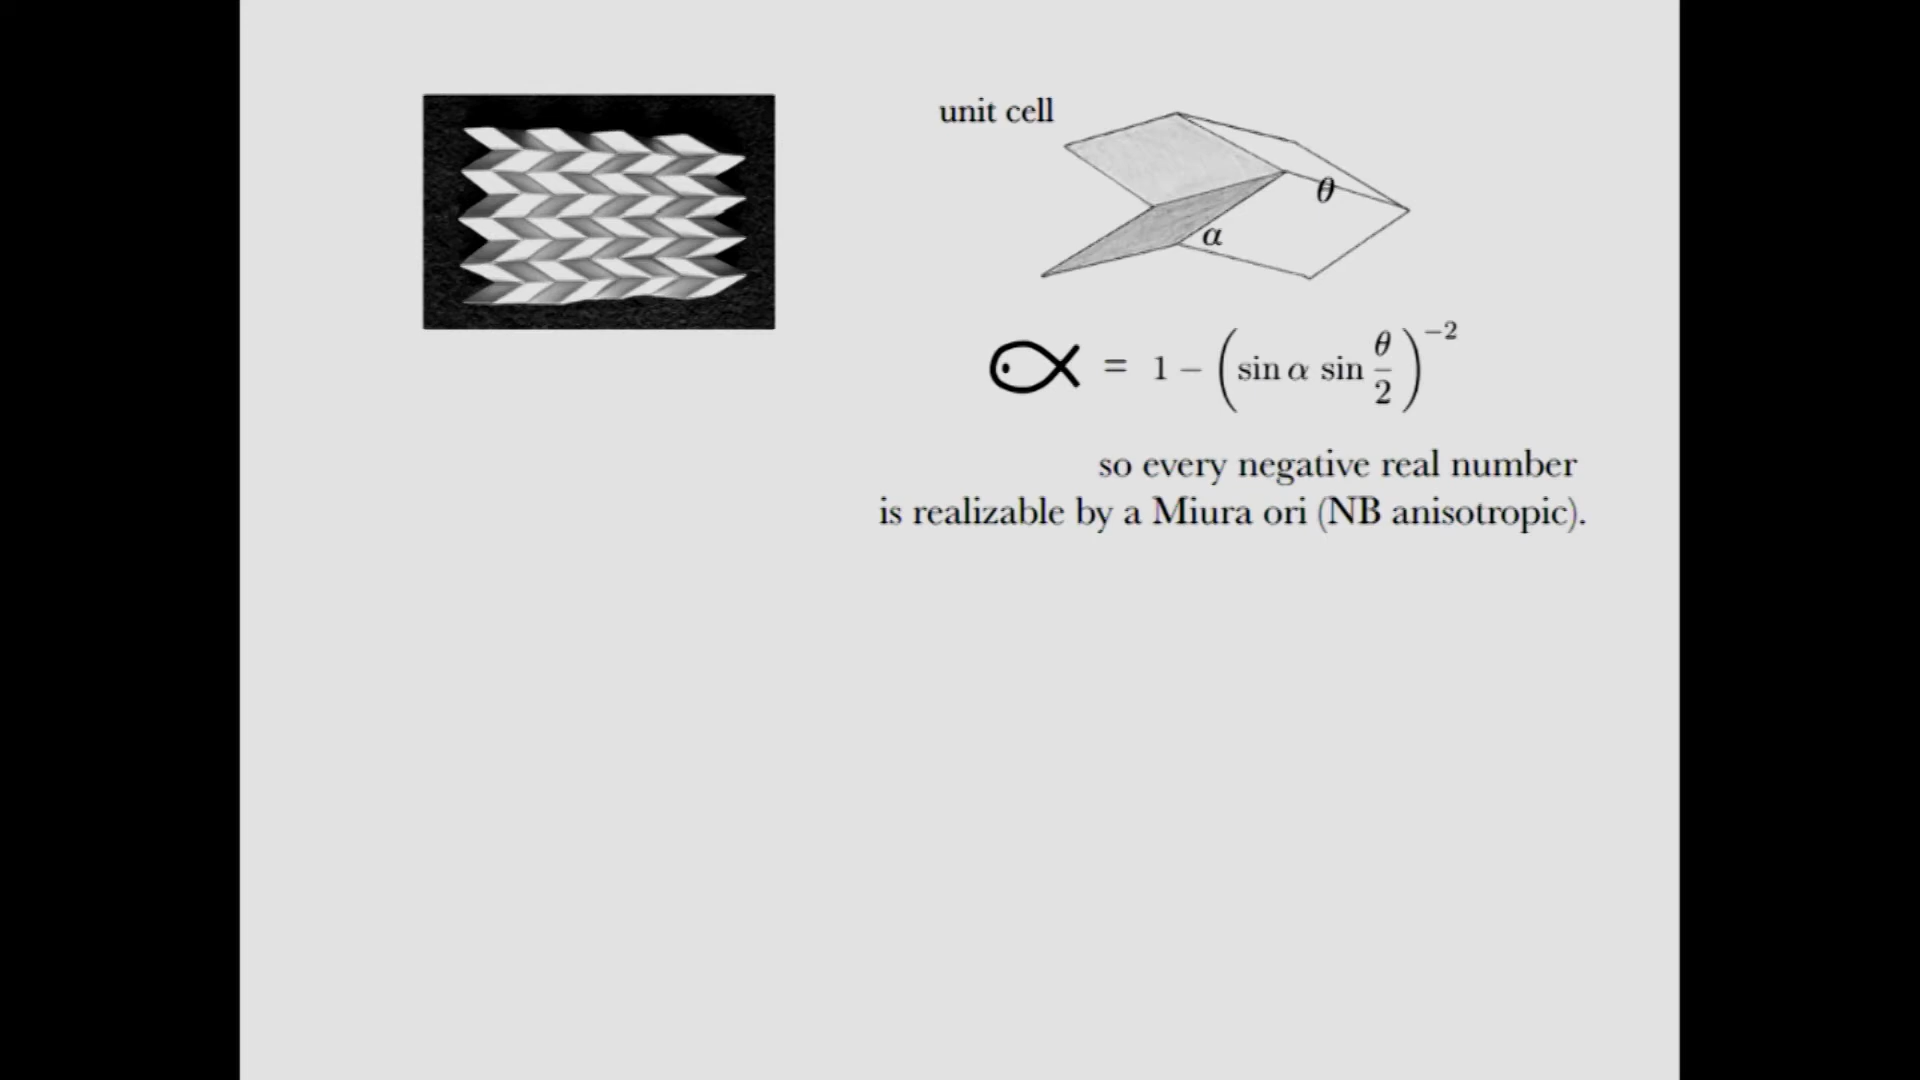 unit cell
θ
α
= 1 − (sin α sin θ/2)^−2
so every negative real number
is realizable by a Miura ori (NB anisotropic).